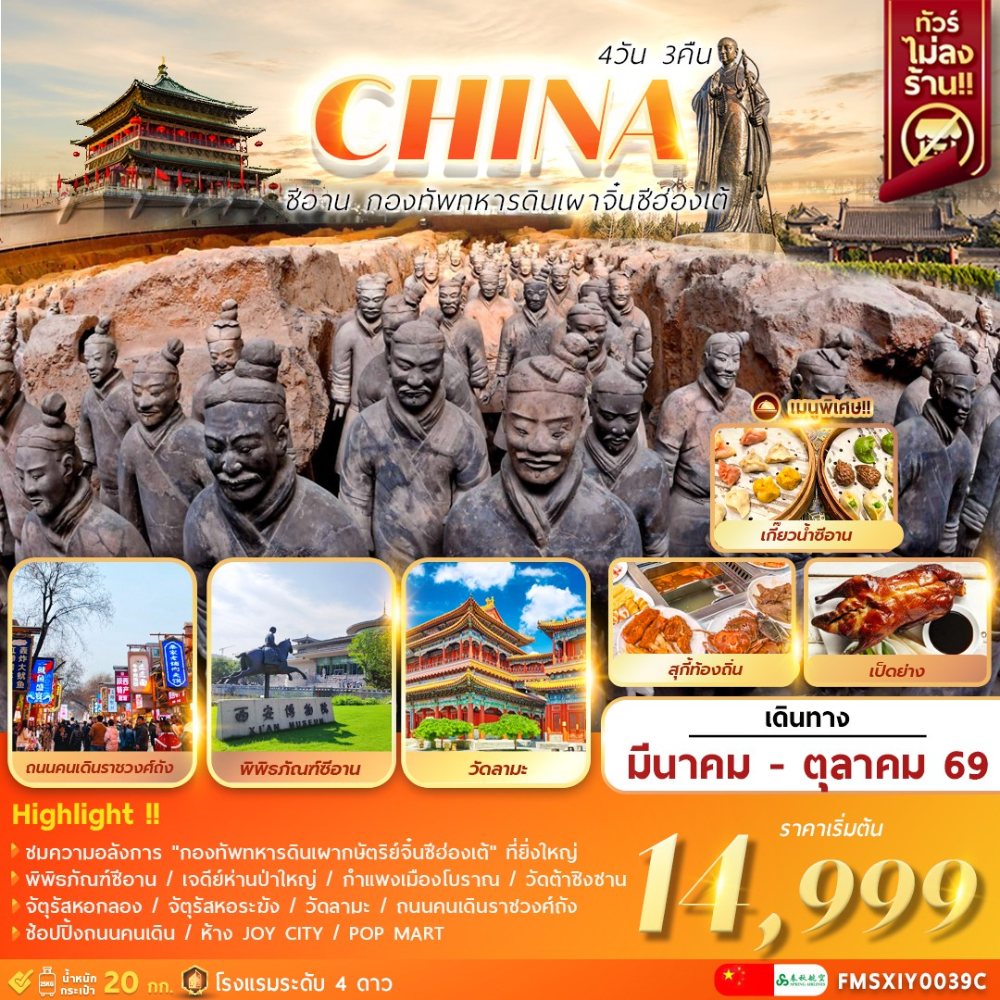 4วัน 3คืน
CHINA
ซีอาน กองทัพทหารดินเผาจิ๋นซีฮ่องเต้
ทัวร์
ไม่ลง
ร้าน!!
เมนูพิเศษ!!
เกี๊ยวน้ำซีอาน
สุกี้ท้องถิ่น
เป็ดย่าง
西安博物院
XI'AN MUSEUM
ถนนคนเดินราชวงศ์ถัง
พิพิธภัณฑ์ซีอาน
วัดลามะ
เดินทาง
มีนาคม - ตุลาคม 69
Highlight !!
ชมความอลังการ "กองทัพทหารดินเผากษัตริย์จิ๋นซีฮ่องเต้" ที่ยิ่งใหญ่
พิพิธภัณฑ์ซีอาน / เจดีย์ห่านป่าใหญ่ / กำแพงเมืองโบราณ / วัดต้าซิงซาน
จัตุรัสหอกลอง / จัตุรัสหอระฆัง / วัดลามะ / ถนนคนเดินราชวงศ์ถัง
ช้อปปิ้งถนนคนเดิน / ห้าง JOY CITY / POP MART
ราคาเริ่มต้น
14,999
25KG
น้ำหนัก
กระเป๋า
20 กก.
โรงแรมระดับ 4 ดาว
春秋航空
SPRING AIRLINES
FMSXIY0039C